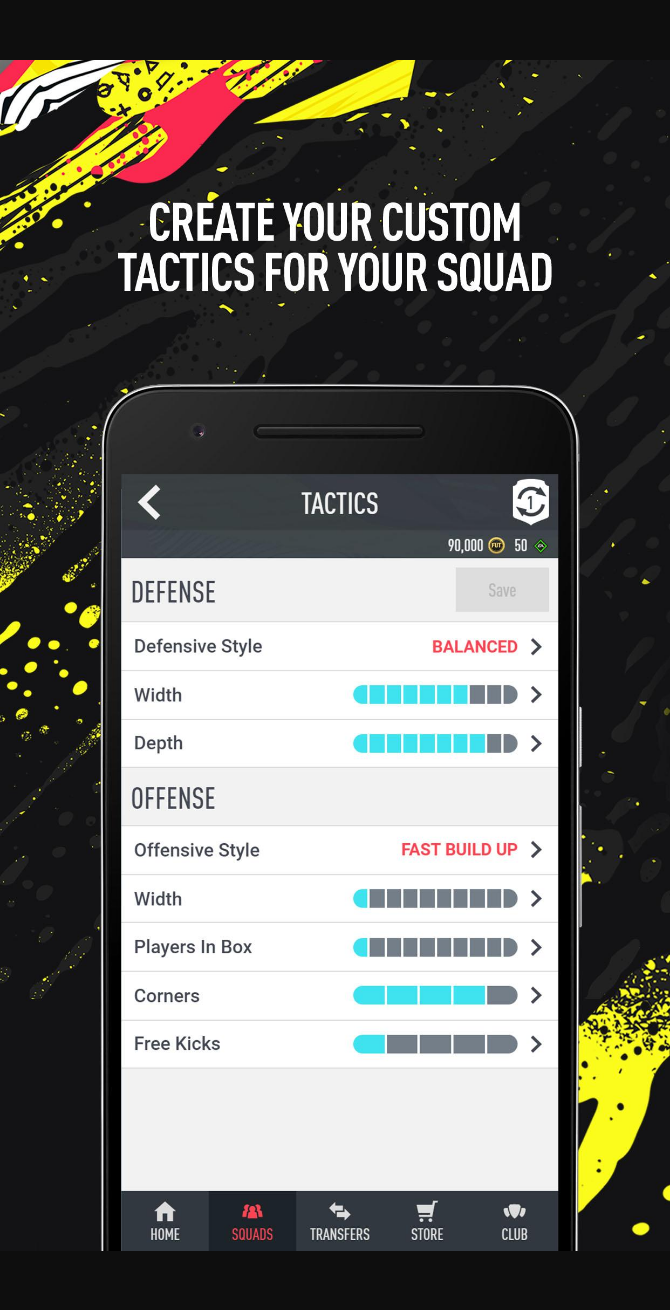 CREATE YOUR CUSTOM
TACTICS FOR YOUR SQUAD
TACTICS
1
90,000 FUT 50
DEFENSE
Save
Defensive Style BALANCED
Width
Depth
OFFENSE
Offensive Style FAST BUILD UP
Width
Players In Box
Corners
Free Kicks
HOME SQUADS TRANSFERS STORE CLUB